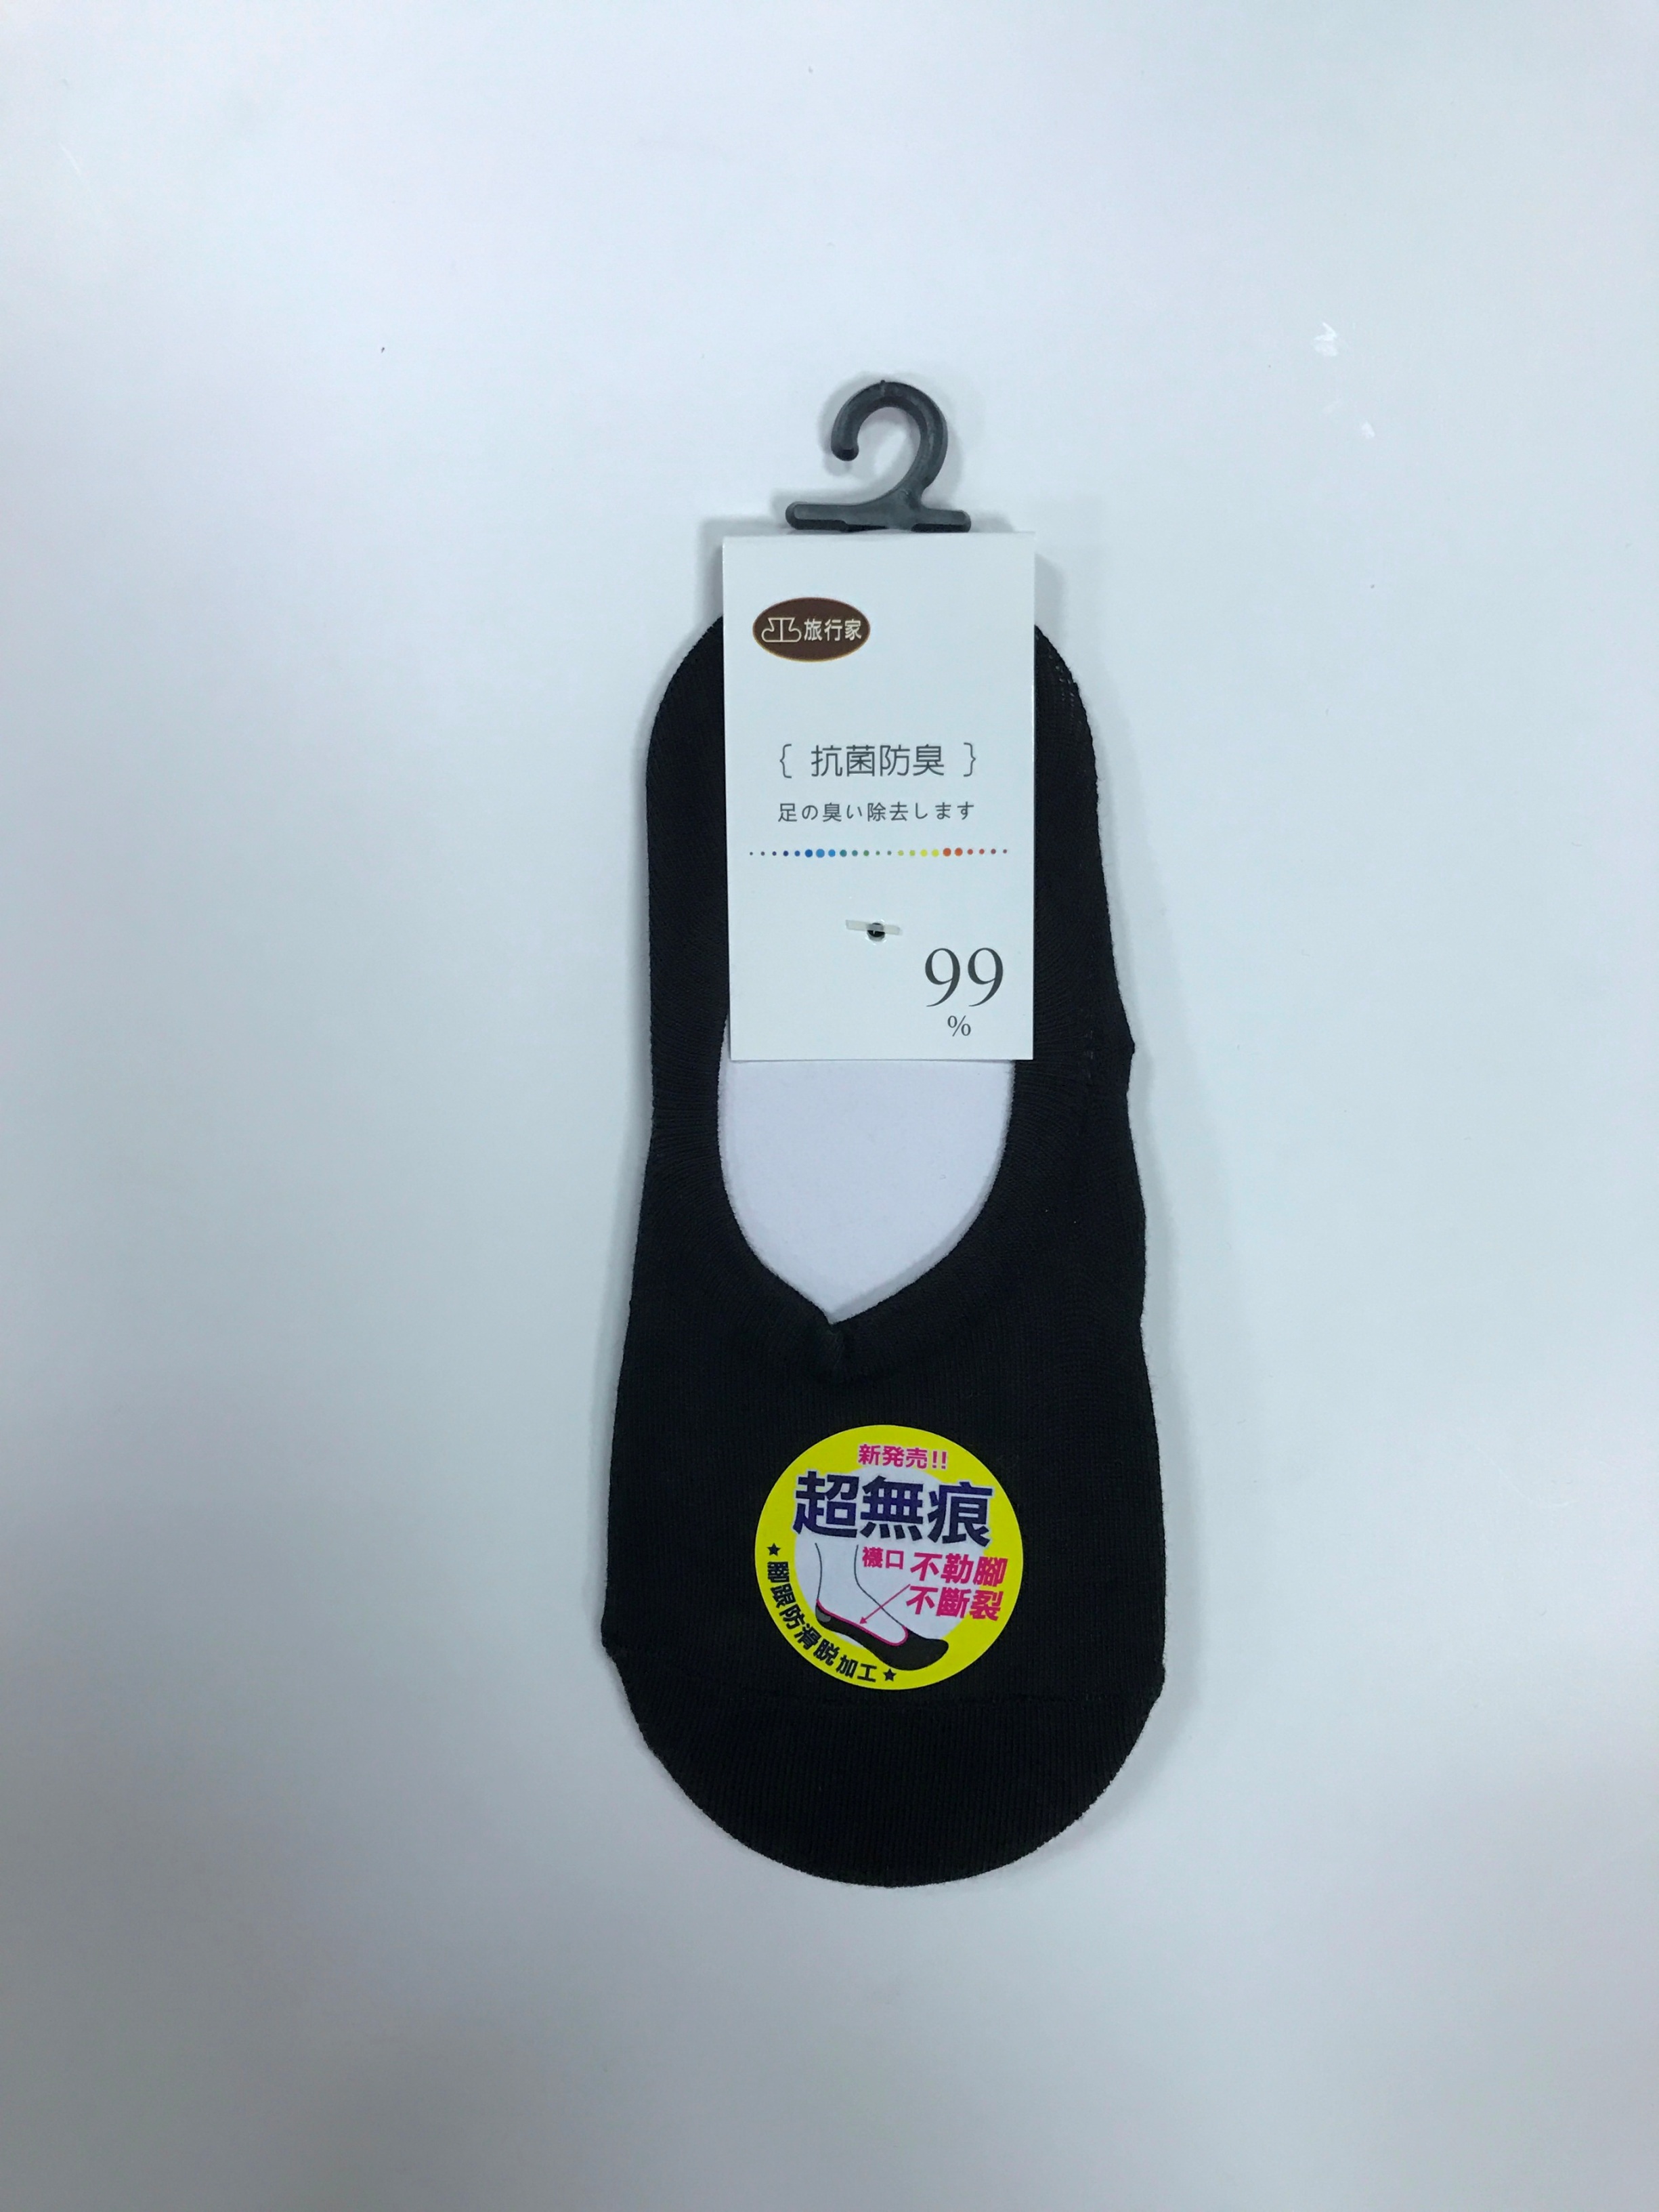 旅行家
{ 抗菌防臭 }
足の臭い除去します
99
%
新発売!!
超無痕
襪口 不勒腳
不斷裂
★腳跟防滑脫加工★